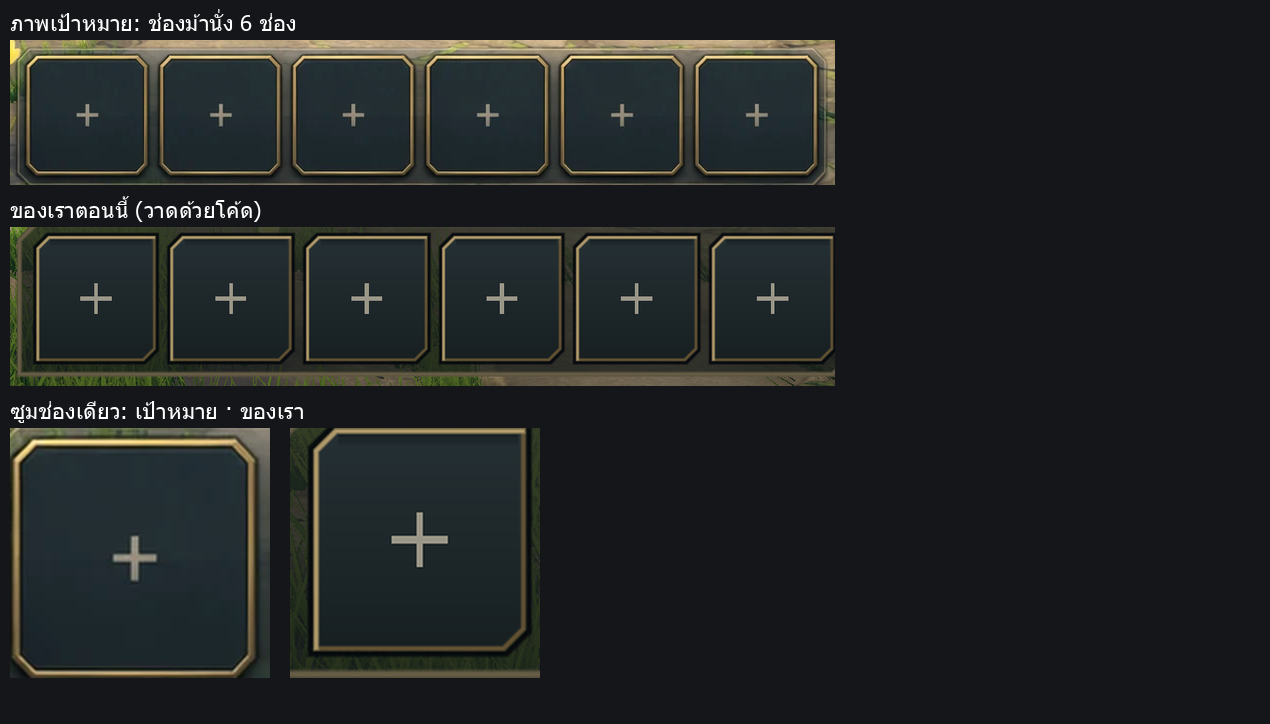 ภาพเป้าหมาย: ช่องม้านั่ง 6 ช่อง
ของเราตอนนี้ (วาดด้วยโค้ด)
ซูมช่องเดียว: เป้าหมาย · ของเรา